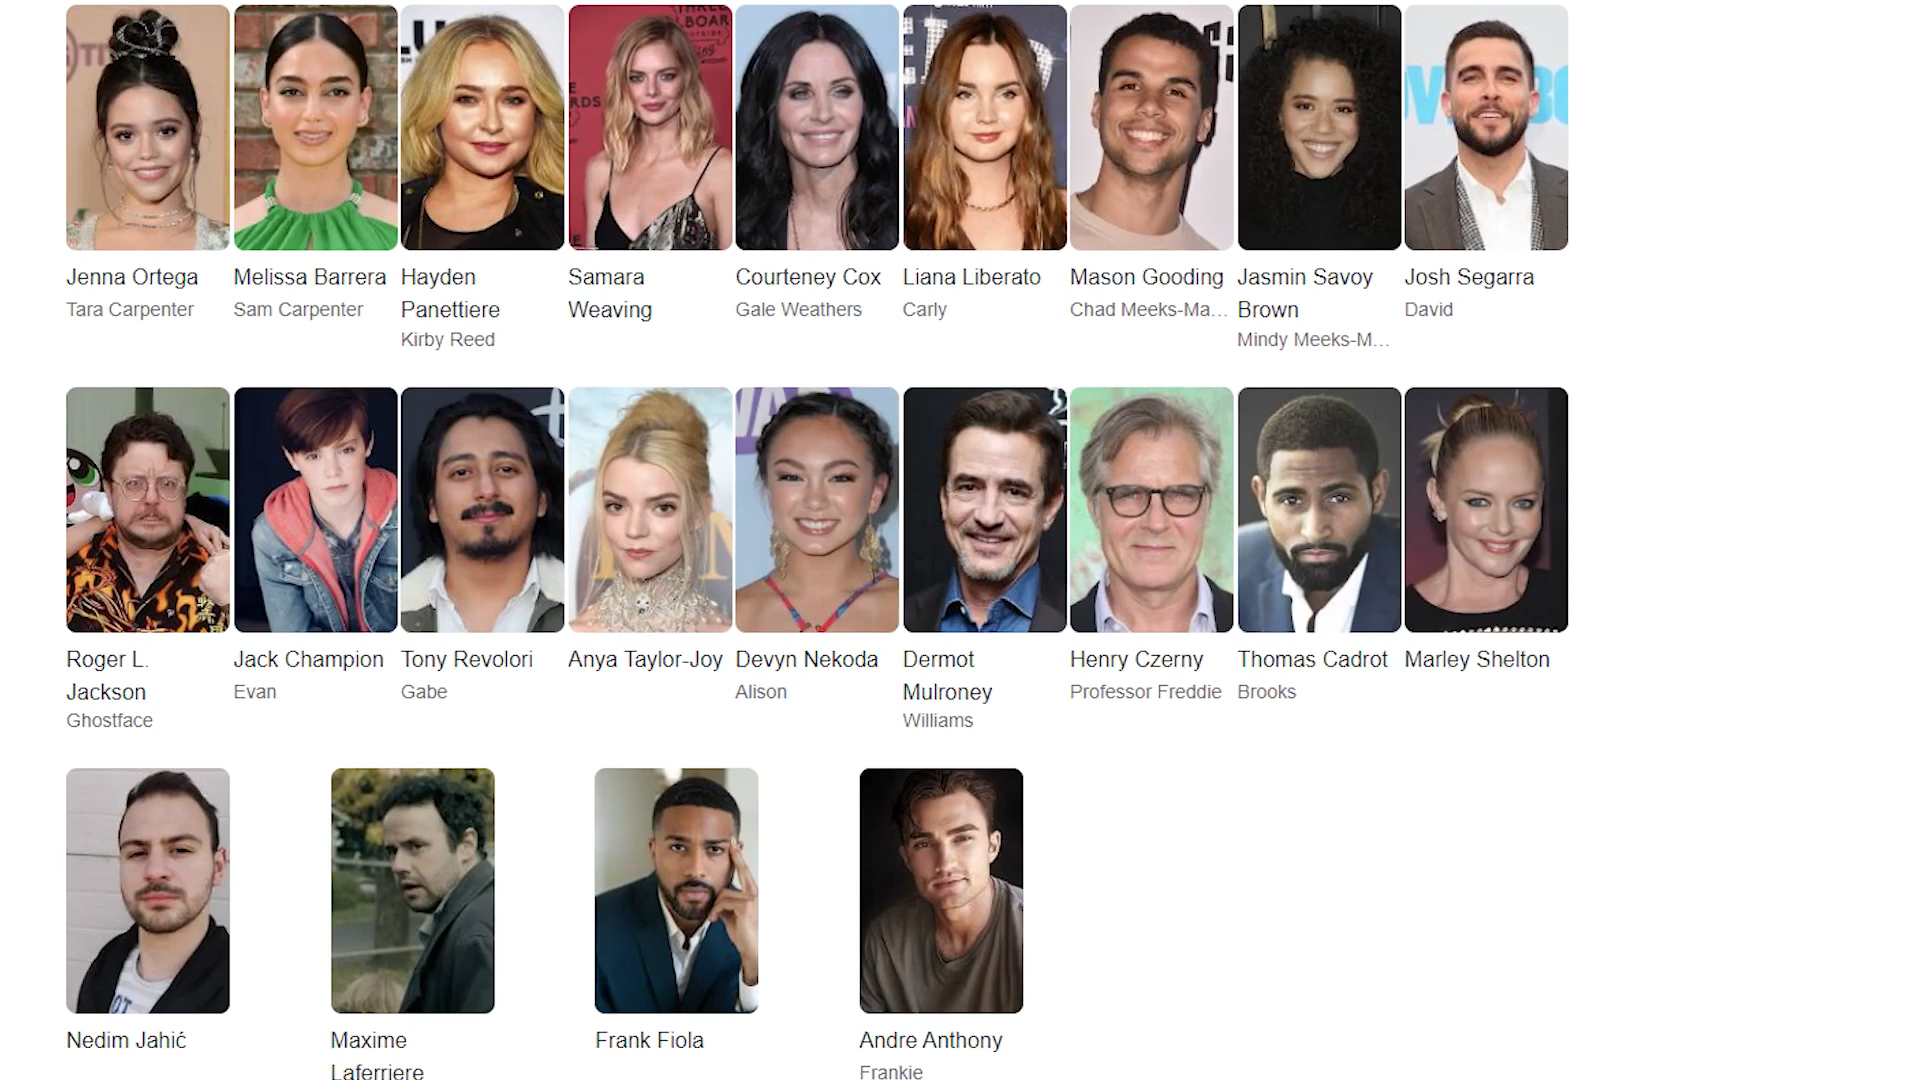 Jenna Ortega
Tara Carpenter
Melissa Barrera
Sam Carpenter
Hayden
Panettiere
Kirby Reed
Samara
Weaving
Courteney Cox
Gale Weathers
Liana Liberato
Carly
Mason Gooding
Chad Meeks-Ma...
Jasmin Savoy
Brown
Mindy Meeks-M...
Josh Segarra
David
Roger L.
Jackson
Ghostface
Jack Champion
Evan
Tony Revolori
Gabe
Anya Taylor-Joy
Devyn Nekoda
Alison
Dermot
Mulroney
Williams
Henry Czerny
Professor Freddie
Thomas Cadrot
Brooks
Marley Shelton
Nedim Jahić
Maxime
Laferriere
Frank Fiola
Andre Anthony
Frankie